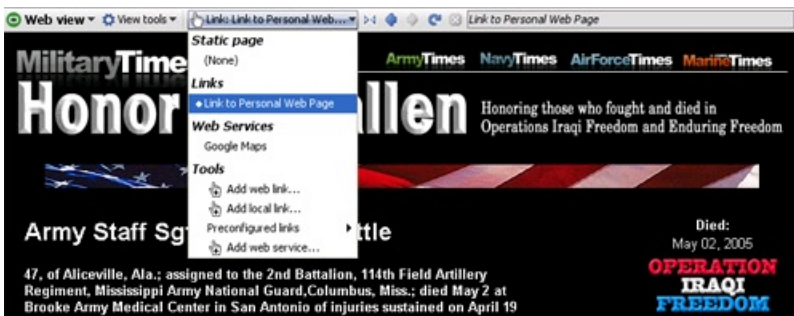 Web view View tools Link: Link to Personal Web... Link to Personal Web Page
Static page
(None)
Links
Link to Personal Web Page
Web Services
Google Maps
Tools
Add web link...
Add local link...
Preconfigured links
Add web service...
MilitaryTime
ArmyTimes NavyTimes AirForceTimes MarineTimes
Honor llen
Honoring those who fought and died in
Operations Iraqi Freedom and Enduring Freedom
Army Staff Sg ttle
Died:
May 02, 2005
OPERATION
IRAQI
FREEDOM
47, of Aliceville, Ala.; assigned to the 2nd Battalion, 114th Field Artillery
Regiment, Mississippi Army National Guard,Columbus, Miss.; died May 2 at
Brooke Army Medical Center in San Antonio of injuries sustained on April 19